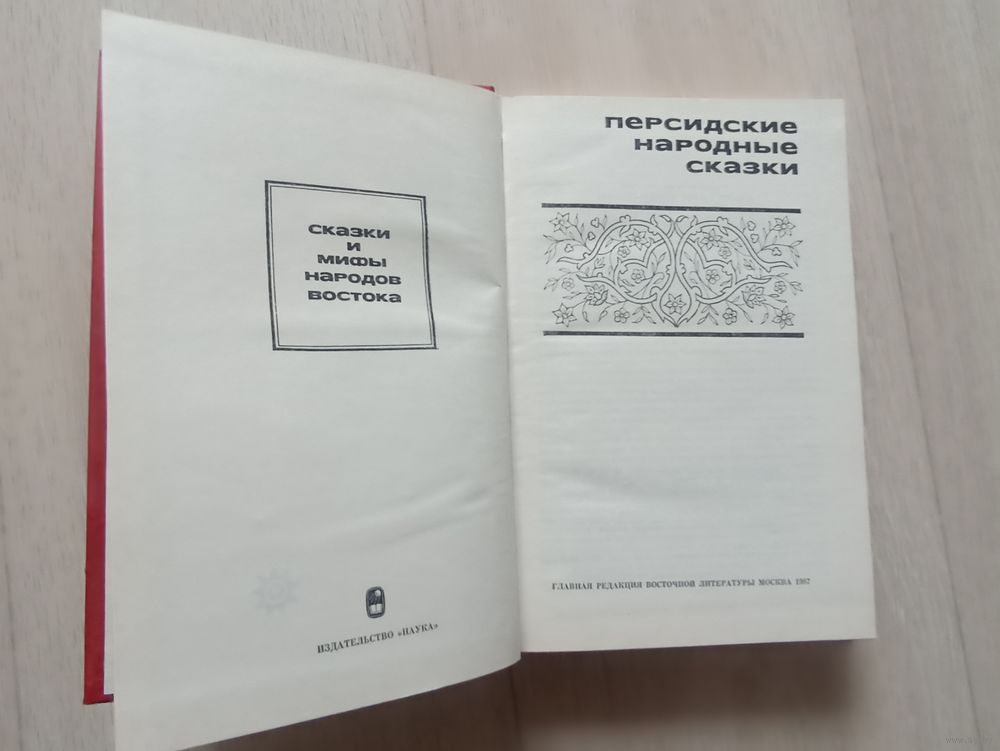 сказки
и
мифы
народов
востока
ИЗДАТЕЛЬСТВО «НАУКА»
персидские
народные
сказки
ГЛАВНАЯ РЕДАКЦИЯ ВОСТОЧНОЙ ЛИТЕРАТУРЫ МОСКВА 1987